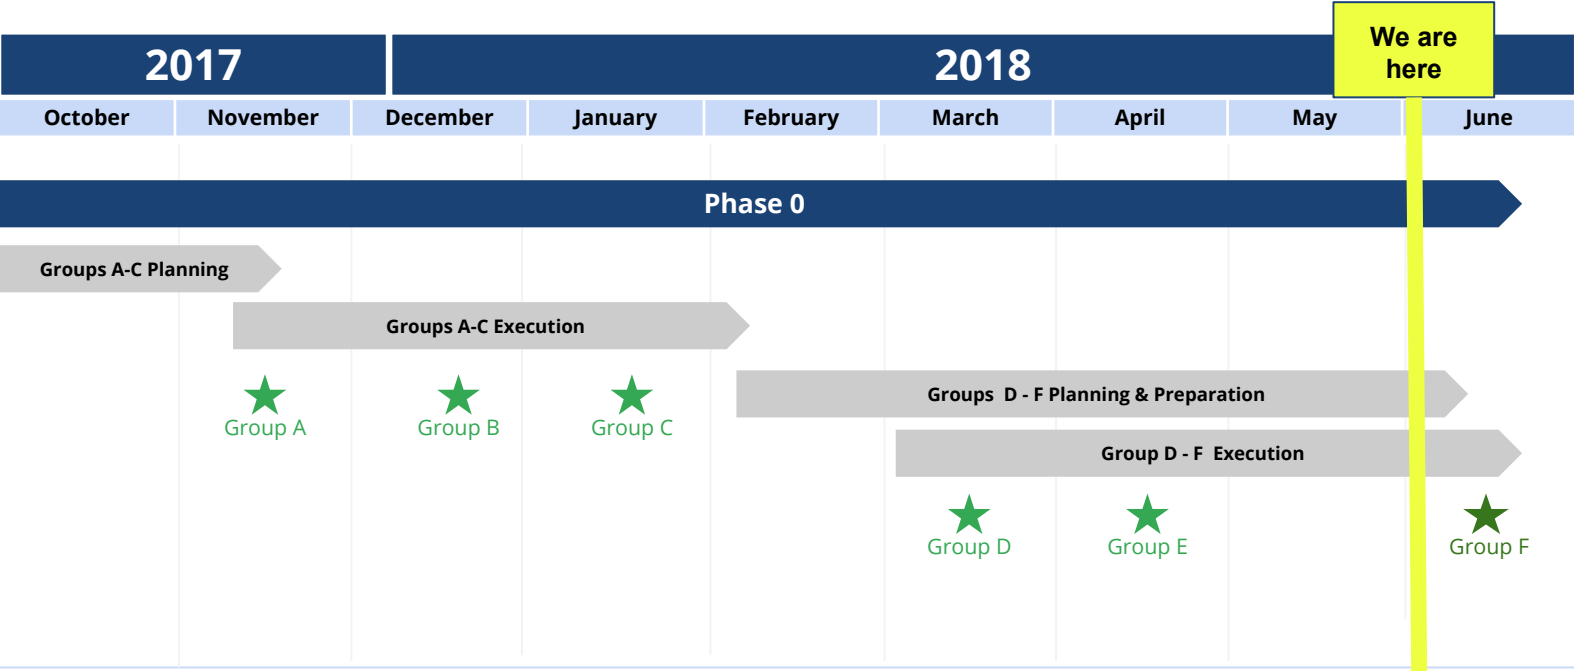 We are
here
2017
2018
October
November
December
January
February
March
April
May
June
Phase 0
Groups A-C Planning
Groups A-C Execution
Groups  D - F Planning & Preparation
Group A
Group B
Group C
Group D - F  Execution
Group D
Group E
Group F